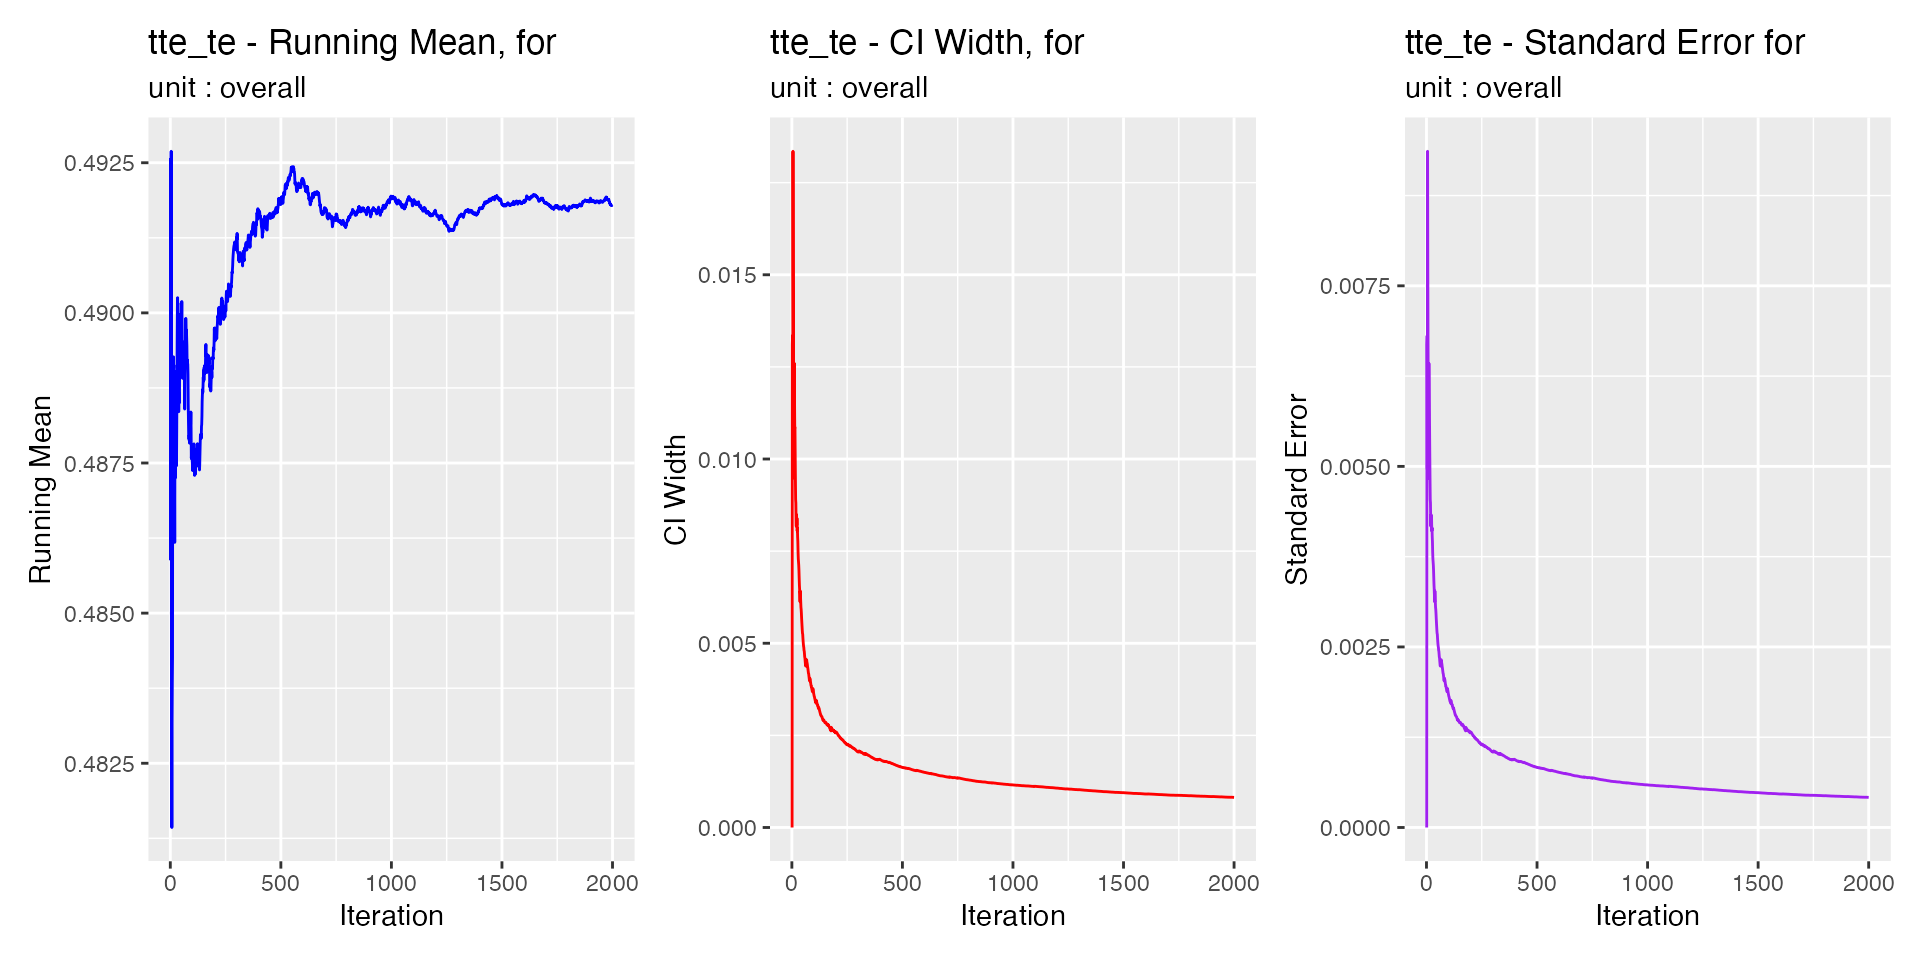 tte_te - Running Mean, for
unit : overall
0.4925
0.4900
0.4875
0.4850
0.4825
Running Mean
0 500 1000 1500 2000
Iteration
tte_te - CI Width, for
unit : overall
0.015
0.010
0.005
0.000
CI Width
0 500 1000 1500 2000
Iteration
tte_te - Standard Error for
unit : overall
0.0075
0.0050
0.0025
0.0000
Standard Error
0 500 1000 1500 2000
Iteration